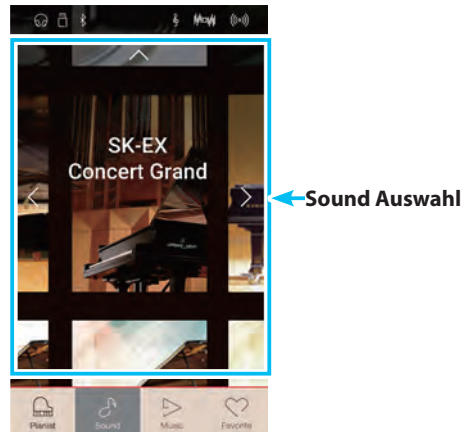 SK-EX
Concert Grand
Sound Auswahl
Pianist
Sound
Music
Favorite